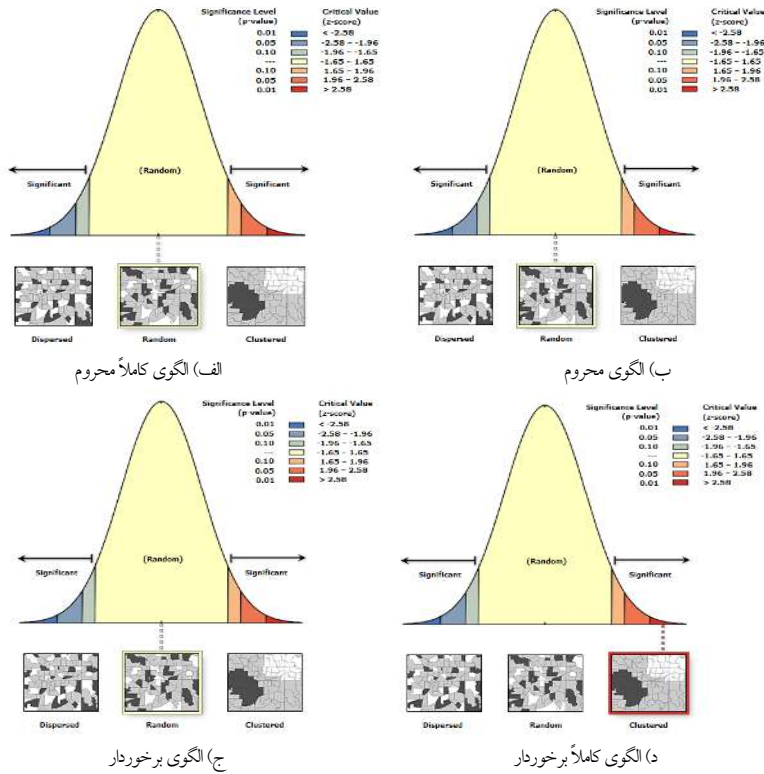 Significance Level Critical Value
(p-value) (z-score)
0.01 < -2.58
0.05 -2.58 – -1.96
0.10 -1.96 – -1.65
--- -1.65 – 1.65
0.10 1.65 – 1.96
0.05 1.96 – 2.58
0.01 > 2.58
(Random)
Significant Significant
Dispersed Random Clustered
الف) الگوی کاملاً محروم
Significance Level Critical Value
(p-value) (z-score)
0.01 < -2.58
0.05 -2.58 – -1.96
0.10 -1.96 – -1.65
--- -1.65 – 1.65
0.10 1.65 – 1.96
0.05 1.96 – 2.58
0.01 > 2.58
(Random)
Significant Significant
Dispersed Random Clustered
ب) الگوی محروم
Significance Level Critical Value
(p-value) (z-score)
0.01 < -2.58
0.05 -2.58 – -1.96
0.10 -1.96 – -1.65
--- -1.65 – 1.65
0.10 1.65 – 1.96
0.05 1.96 – 2.58
0.01 > 2.58
(Random)
Significant Significant
Dispersed Random Clustered
ج) الگوی برخوردار
Significance Level Critical Value
(p-value) (z-score)
0.01 < -2.58
0.05 -2.58 – -1.96
0.10 -1.96 – -1.65
--- -1.65 – 1.65
0.10 1.65 – 1.96
0.05 1.96 – 2.58
0.01 > 2.58
(Random)
Significant Significant
Dispersed Random Clustered
د) الگوی کاملاً برخوردار